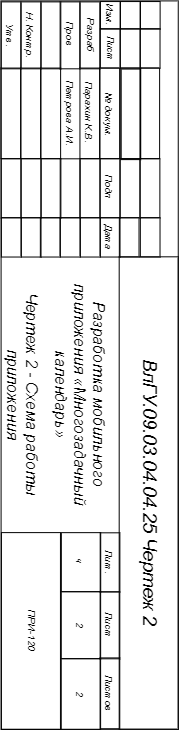 ВлГУ.09.03.04.04.25 Чертеж 2
Изм. Лист № докум. Подп Дата
Разраб Парахин К.В.
Пров Петрова А.И.
Н. Контр.
Утв.
Разработка мобильного
приложения «Многозадачный
календарь»
Чертеж 2 - Схема работы
приложения
Лит. Лист Листов
ч 2 2
ПРИ-120